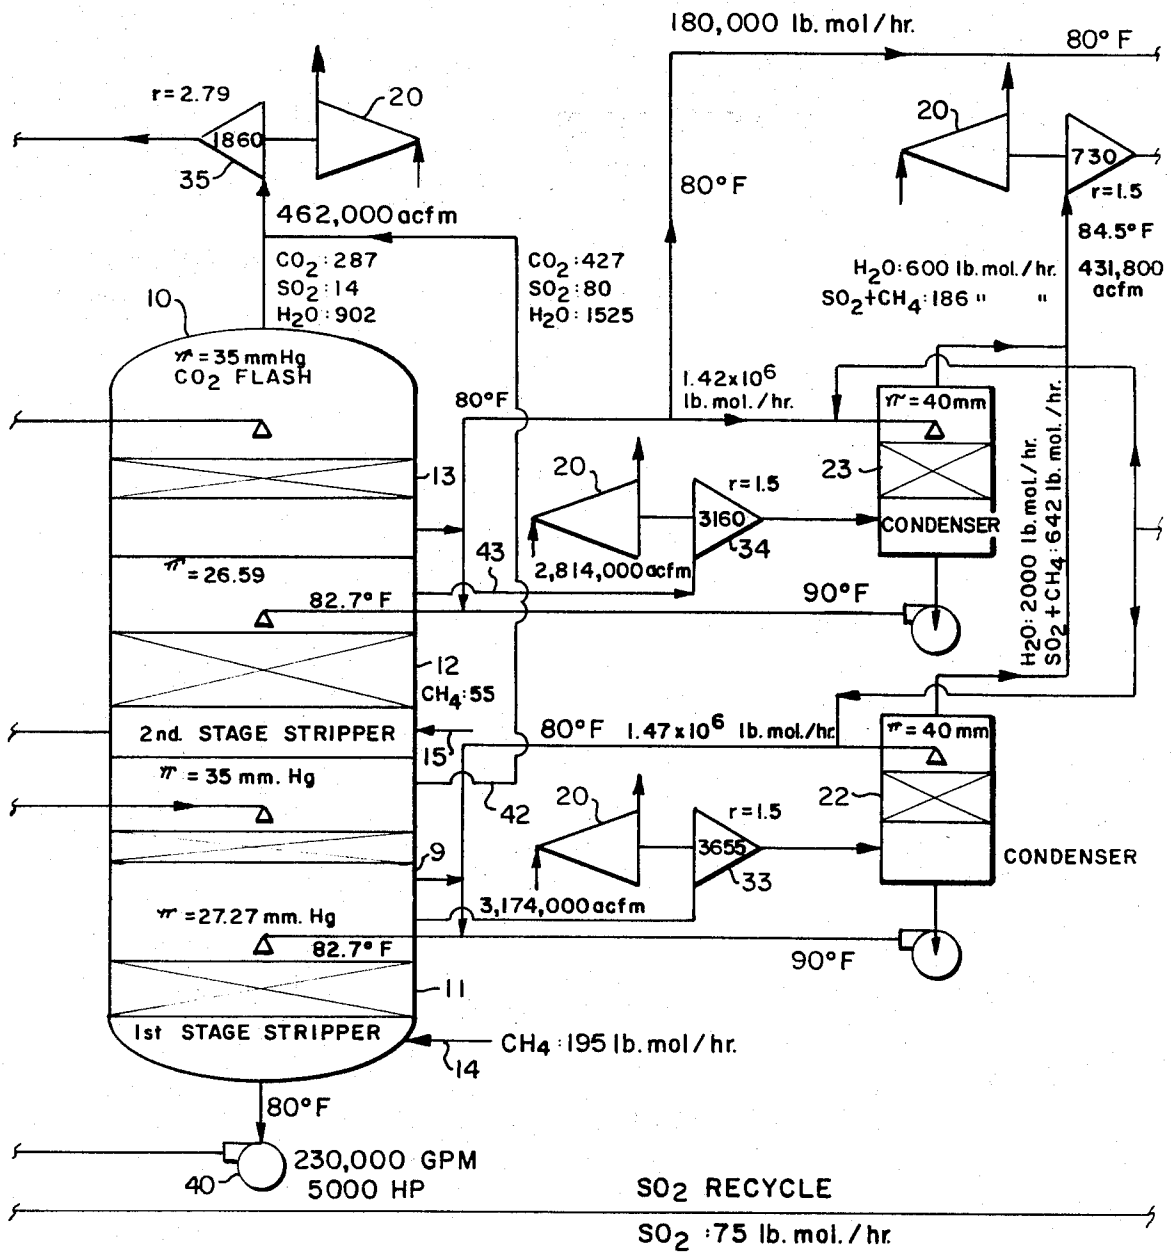 180,000 lb. mol/hr.
80° F
r=2.79
20
1860
35
20
730
r=1.5
80° F
462,000 acfm
84.5° F
CO2:287
SO2:14
H2O:902
CO2:427
SO2:80
H2O:1525
H2O:600 lb.mol./hr.
SO2+CH4:186 " "
431,800
acfm
10
π = 35 mmHg
CO2 FLASH
80° F
1.42x10⁶
lb. mol./hr.
π = 40mm
13
20
r=1.5
3160
34
23
CONDENSER
H2O: 2000 lb. mol./hr.
SO2+CH4:642 lb. mol./hr.
π = 26.59
43
2,814,000 acfm
82.7° F
90° F
12
CH4:55
2nd. STAGE STRIPPER
15
80° F
1.47x10⁶ lb. mol./hr.
π = 40 mm
π = 35 mm. Hg
42
20
r=1.5
3655
33
22
CONDENSER
9
π =27.27 mm. Hg
3,174,000 acfm
82.7° F
90° F
11
1st STAGE STRIPPER
CH4:195 lb. mol/hr.
14
80° F
40
230,000 GPM
5000 HP
SO2 RECYCLE
SO2 :75 lb. mol./hr.